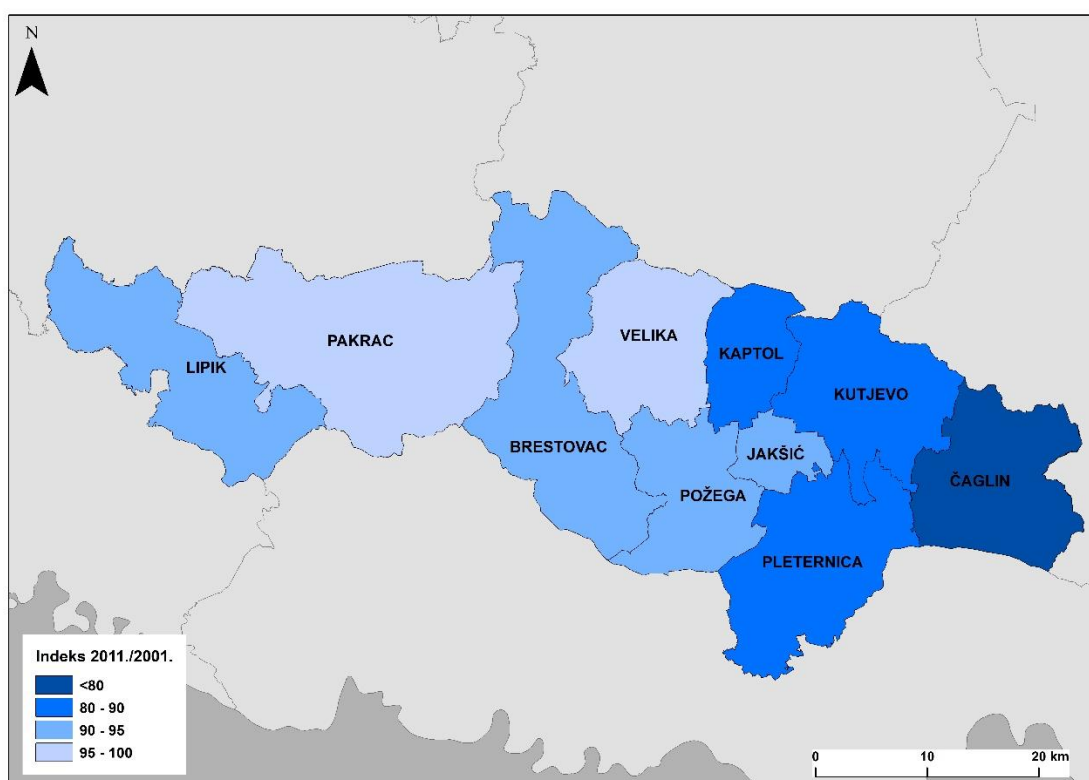 N
PAKRAC
VELIKA
KAPTOL
LIPIK
KUTJEVO
BRESTOVAC
JAKŠIĆ
POŽEGA
ČAGLIN
PLETERNICA
Indeks 2011./2001.
<80
80 - 90
90 - 95
95 - 100
0 10 20 km